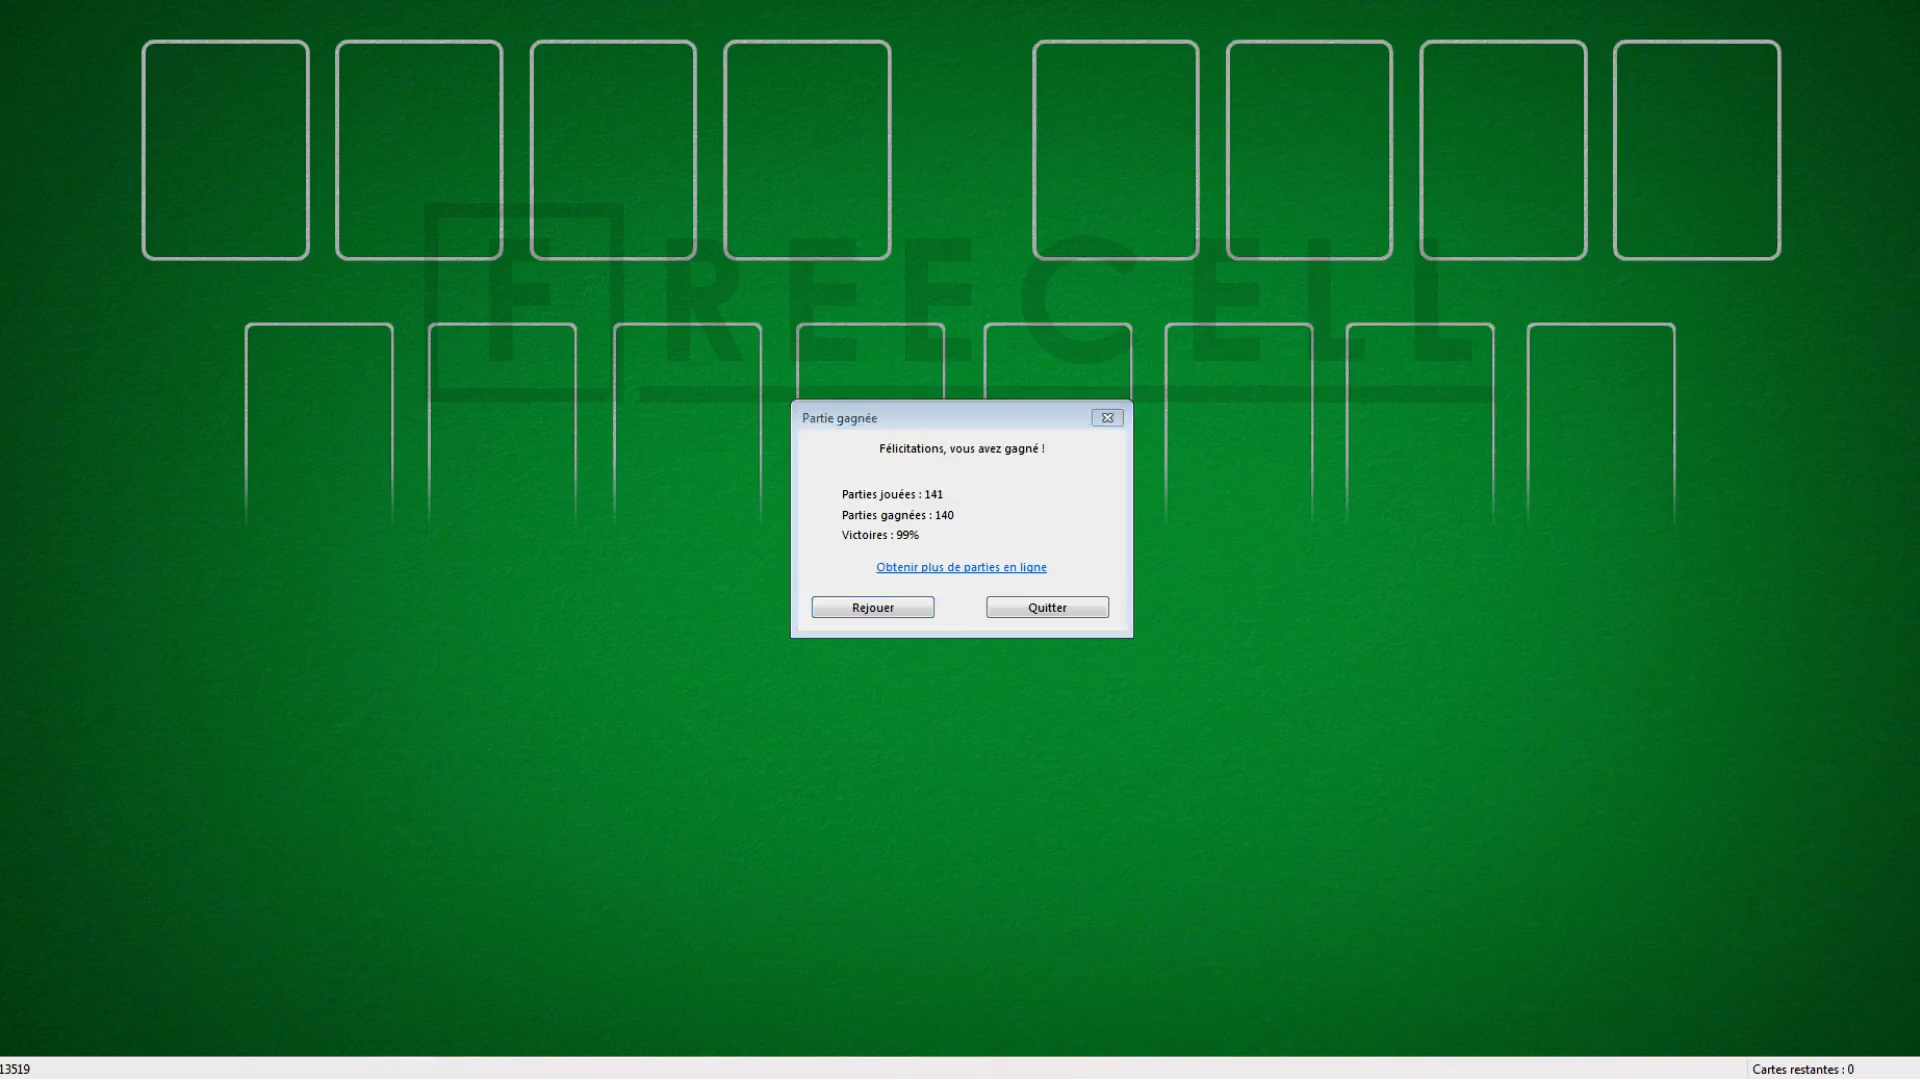 FREECELL
Partie gagnée
Félicitations, vous avez gagné !
Parties jouées : 141
Parties gagnées : 140
Victoires : 99%
Obtenir plus de parties en ligne
Rejouer
Quitter
13519
Cartes restantes : 0